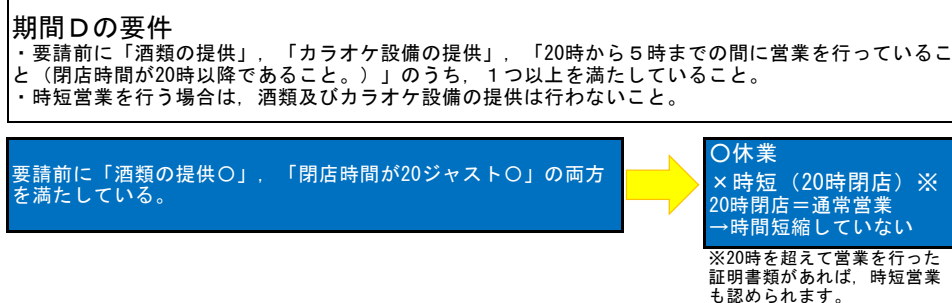 期間Dの要件
・要請前に「酒類の提供」,「カラオケ設備の提供」,「20時から5時までの間に営業を行っているこ
と(閉店時間が20時以降であること。)」のうち,1つ以上を満たしていること。
・時短営業を行う場合は,酒類及びカラオケ設備の提供は行わないこと。
要請前に「酒類の提供〇」,「閉店時間が20ジャスト〇」の両方
を満たしている。
〇休業
×時短(20時閉店)※
20時閉店=通常営業
→時間短縮していない
※20時を超えて営業を行った
証明書類があれば,時短営業
も認められます。